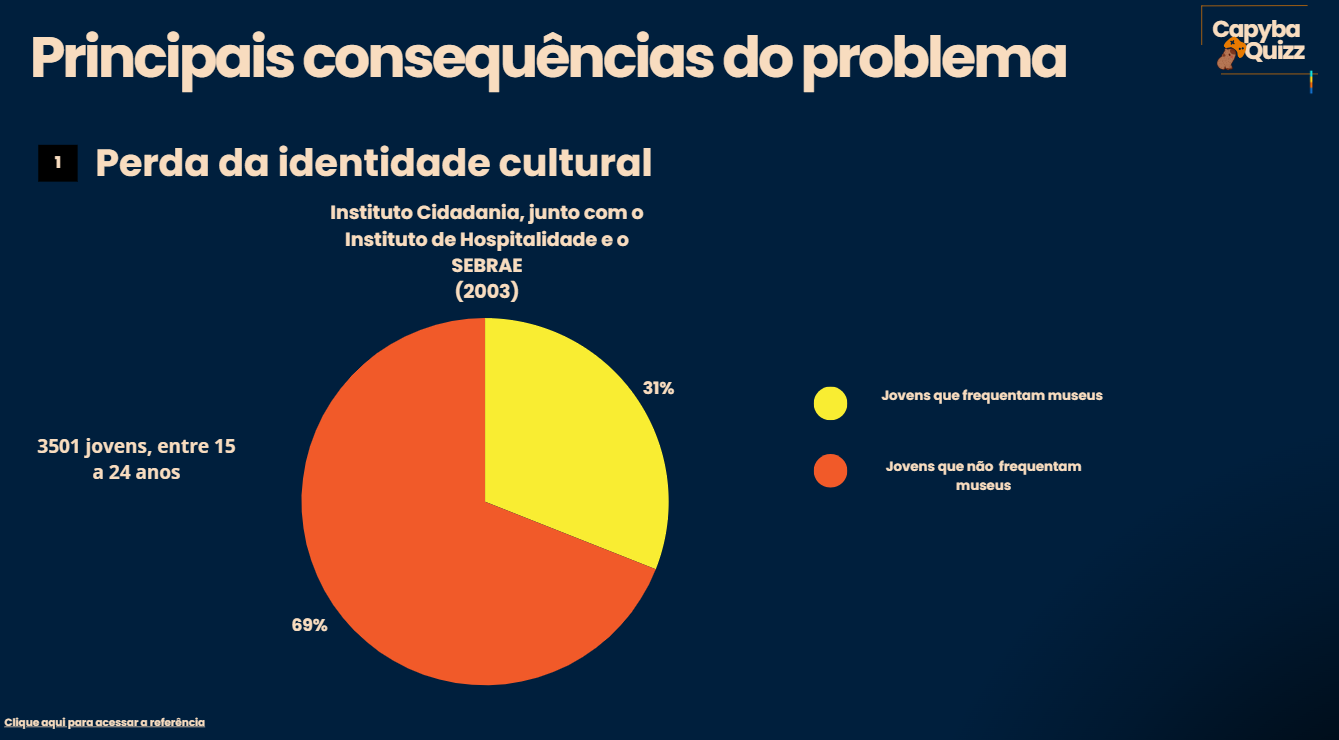 Principais consequências do problema
Capyba
Quizz
1
Perda da identidade cultural
Instituto Cidadania, junto com o
Instituto de Hospitalidade e o
SEBRAE
(2003)
31%
Jovens que frequentam museus
3501 jovens, entre 15
a 24 anos
Jovens que não frequentam
museus
69%
Clique aqui para acessar a referência